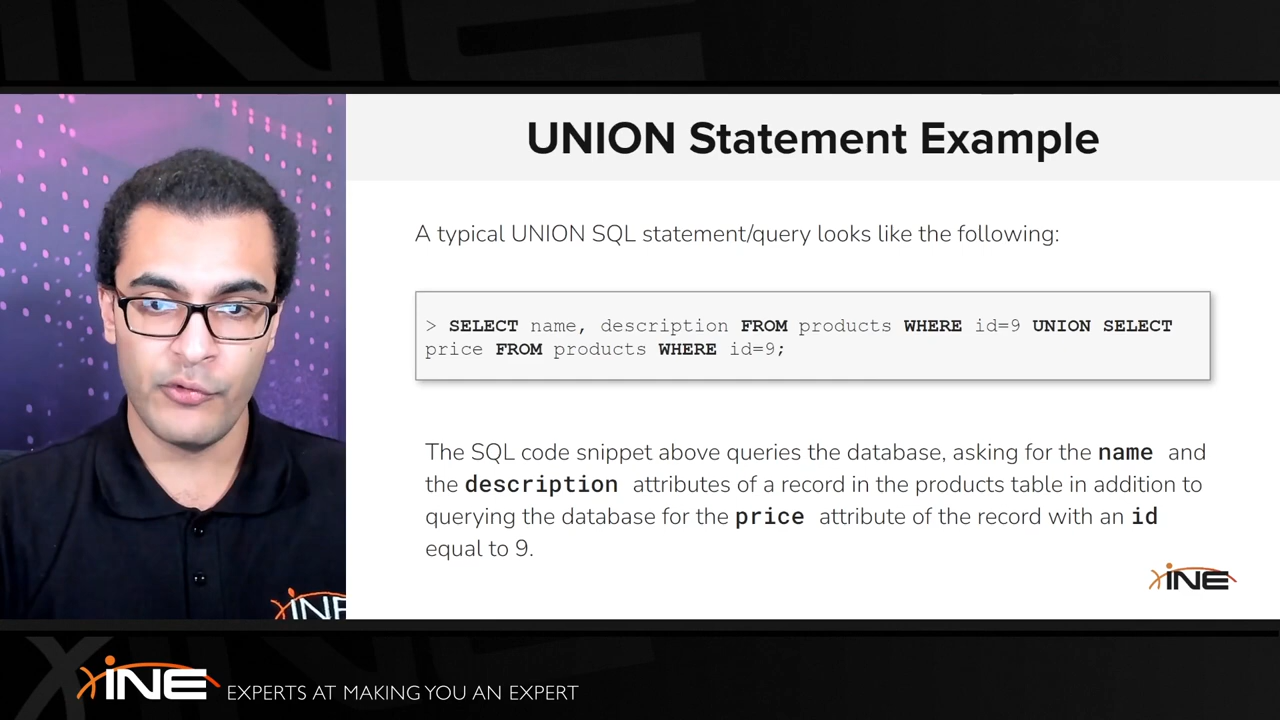 UNION Statement Example
A typical UNION SQL statement/query looks like the following:
> SELECT name, description FROM products WHERE id=9 UNION SELECT
price FROM products WHERE id=9;
The SQL code snippet above queries the database, asking for the name and
the description attributes of a record in the products table in addition to
querying the database for the price attribute of the record with an id
equal to 9.
INE
INE
INE EXPERTS AT MAKING YOU AN EXPERT